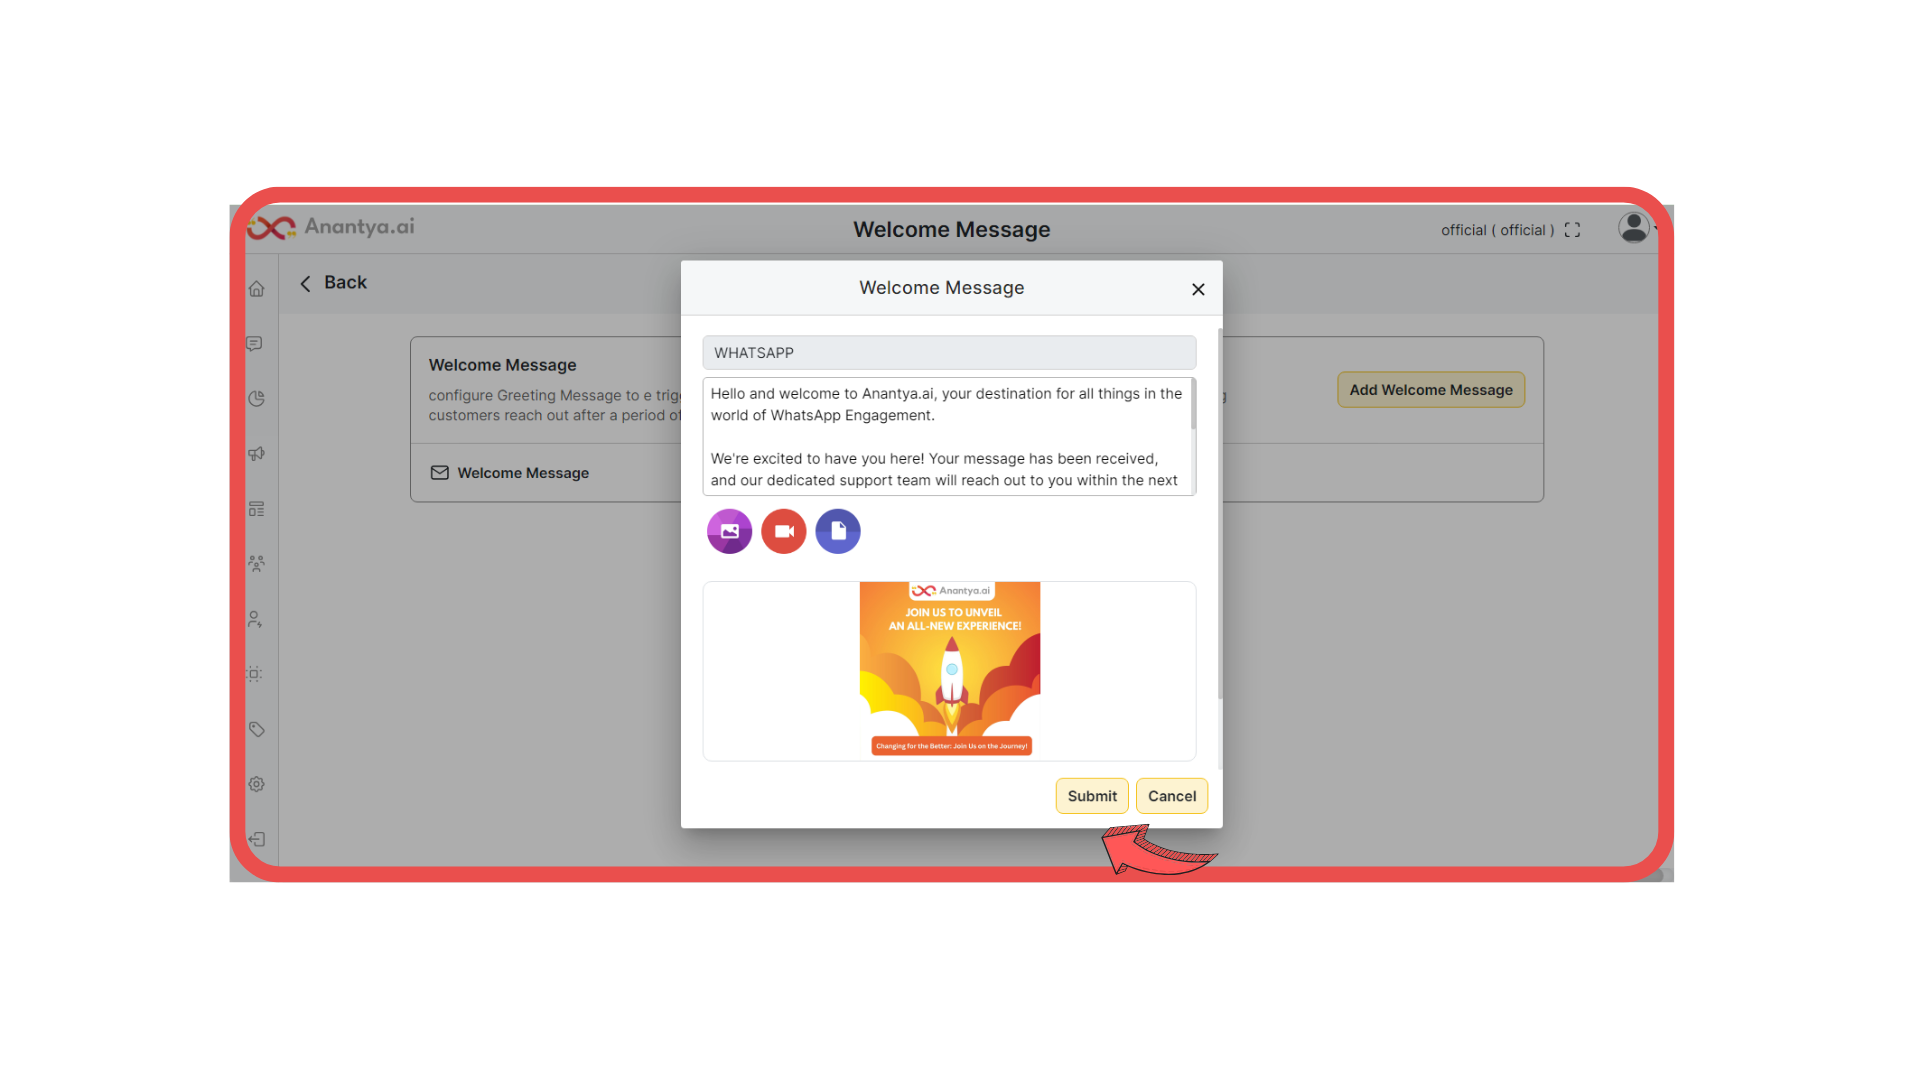 Anantya.ai
Welcome Message
official ( official )
Back
Welcome Message
configure Greeting Message to e
customers reach out after a period
Add Welcome Message
Welcome Message
Welcome Message
WHATSAPP
Hello and welcome to Anantya.ai, your destination for all things in the
world of WhatsApp Engagement.
We're excited to have you here! Your message has been received,
and our dedicated support team will reach out to you within the next
Anantya.ai
JOIN US TO UNVEIL
AN ALL-NEW EXPERIENCE!
Changing for the Better: Join Us on the Journey!
Submit
Cancel